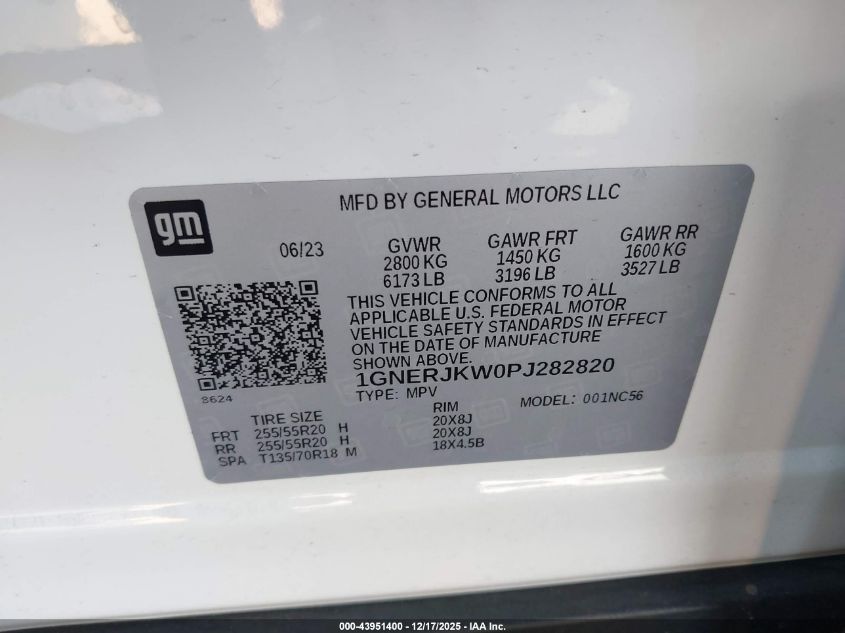 gm
MFD BY GENERAL MOTORS LLC
06/23
GVWR GAWR FRT GAWR RR
2800 KG 1450 KG 1600 KG
6173 LB 3196 LB 3527 LB
THIS VEHICLE CONFORMS TO ALL
APPLICABLE U.S. FEDERAL MOTOR
VEHICLE SAFETY STANDARDS IN EFFECT
ON THE DATE OF MANUFACTURE
SHOWN ABOVE.
1GNERJKW0PJ282820
TYPE: MPV MODEL: 001NC56
8624
TIRE SIZE RIM
FRT 255/55R20 H 20X8J
RR 255/55R20 H 20X8J
SPA T135/70R18 M 18X4.5B
000-43951400 - 12/17/2025 - IAA Inc.